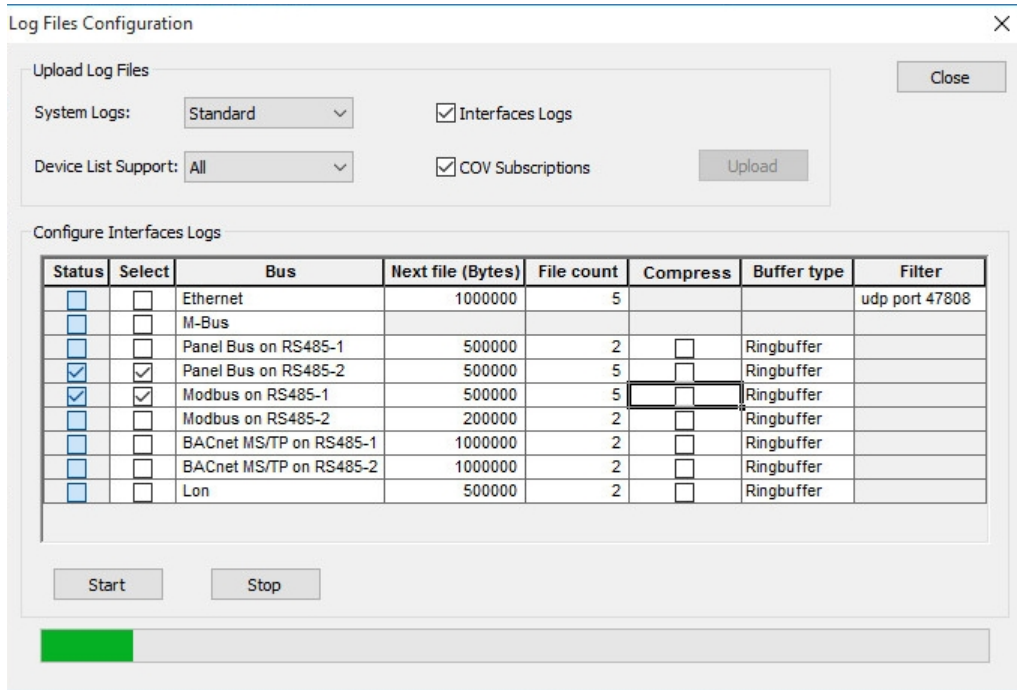 Log Files Configuration
Upload Log Files
Close
System Logs: Standard Interfaces Logs
Device List Support: All COV Subscriptions Upload
Configure Interfaces Logs
Status Select Bus Next file (Bytes) File count Compress Buffer type Filter
Ethernet 1000000 5 udp port 47808
M-Bus
Panel Bus on RS485-1 500000 2 Ringbuffer
Panel Bus on RS485-2 500000 5 Ringbuffer
Modbus on RS485-1 500000 5 Ringbuffer
Modbus on RS485-2 200000 2 Ringbuffer
BACnet MS/TP on RS485-1 1000000 2 Ringbuffer
BACnet MS/TP on RS485-2 1000000 2 Ringbuffer
Lon 500000 2 Ringbuffer
Start Stop